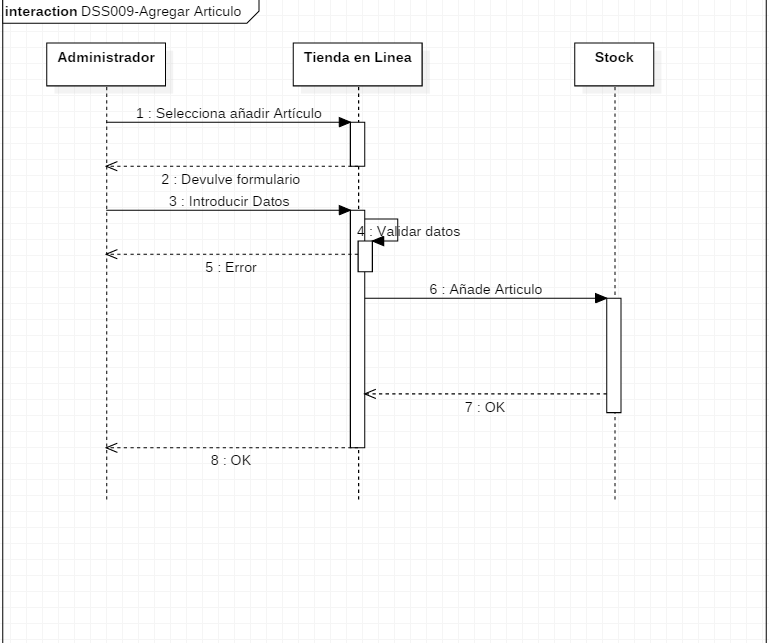 interaction DSS009-Agregar Articulo
Administrador
Tienda en Linea
Stock
1 : Selecciona añadir Artículo
2 : Devulve formulario
3 : Introducir Datos
4 : Validar datos
5 : Error
6 : Añade Articulo
7 : OK
8 : OK